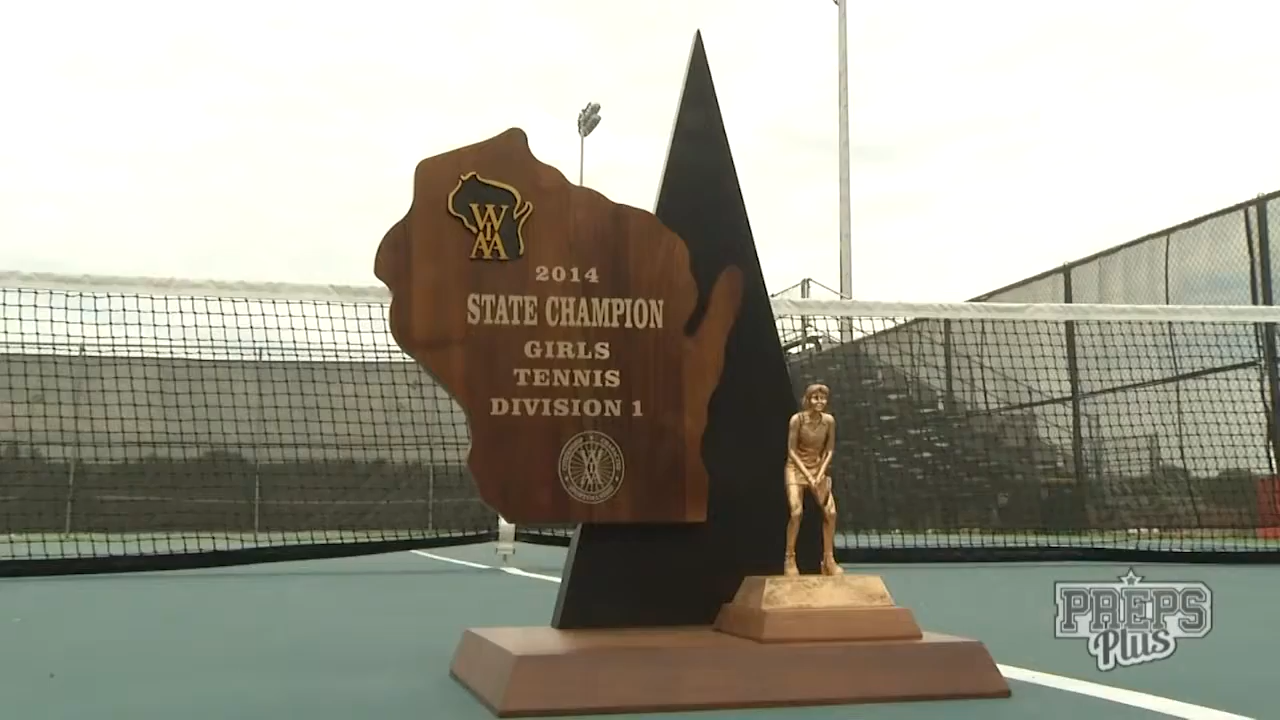 WIAA
2014
STATE CHAMPION
GIRLS
TENNIS
DIVISION 1
PREPS
Plus